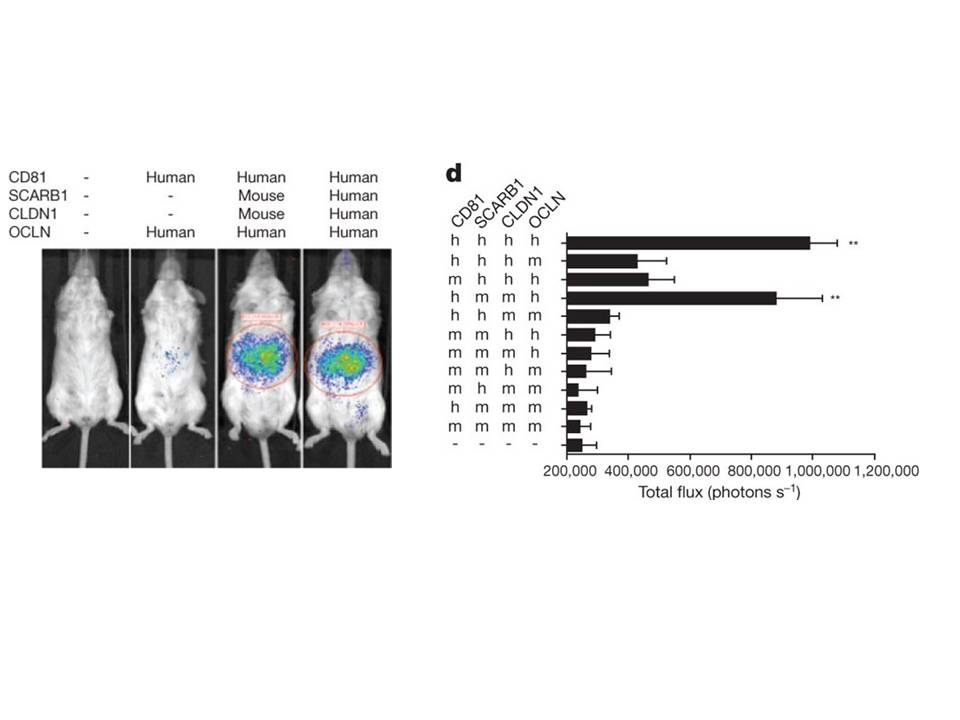 CD81 - Human Human Human
SCARB1 - - Mouse Human
CLDN1 - - Mouse Human
OCLN - Human Human Human
d
CD81 SCARB1 CLDN1 OCLN
h h h h **
h h h m
m h h h
h m m h **
h h m m
m m h h
m m m h
m m h m
m h m m
h m m m
m m m m
- - - -
200,000 400,000 600,000 800,000 1,000,000 1,200,000
Total flux (photons s⁻¹)